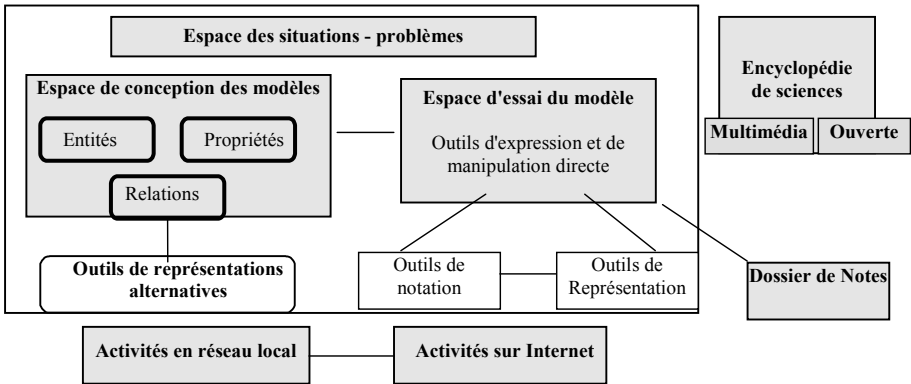 Espace des situations - problèmes
Espace de conception des modèles
Entités
Propriétés
Relations
Outils de représentations
alternatives
Espace d'essai du modèle
Outils d'expression et de
manipulation directe
Outils de
notation
Outils de
Représentation
Encyclopédie
de sciences
Multimédia
Ouverte
Dossier de Notes
Activités en réseau local
Activités sur Internet